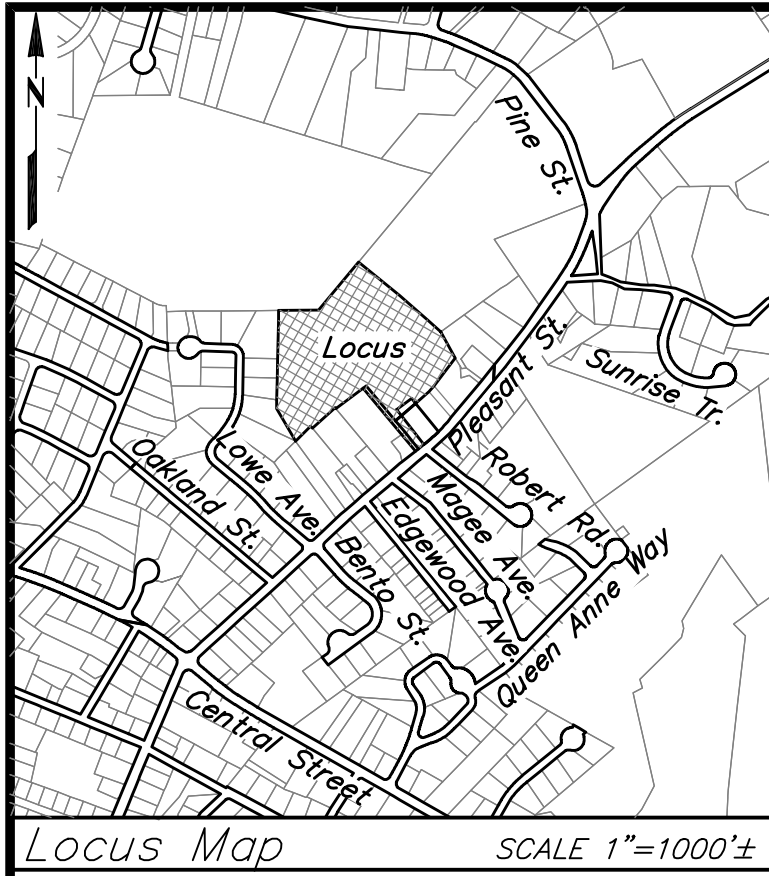 N
Pine St.
Locus
Pleasant St.
Sunrise Tr.
Oakland St.
Lowe Ave.
Robert Rd.
Magee Ave.
Edgewood Ave.
Bento St.
Queen Anne Way
Central Street
Locus Map
SCALE 1"=1000'±